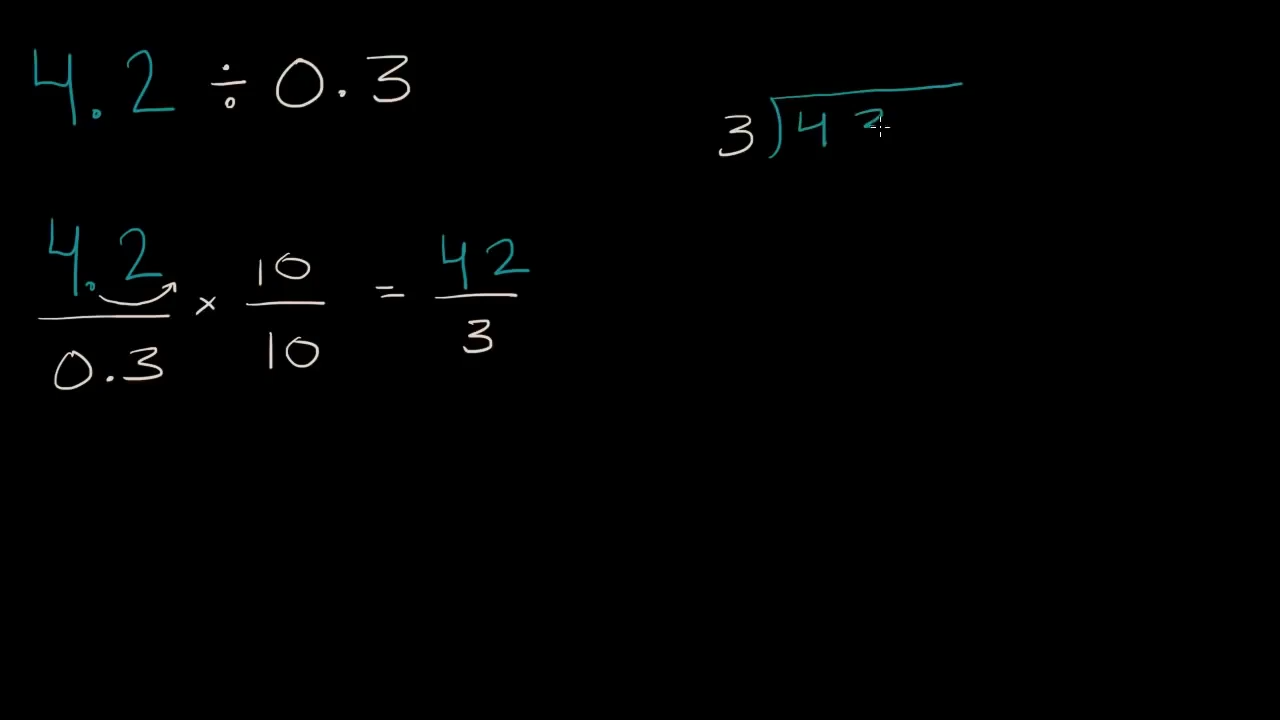 4.2 ÷ 0.3
3)4
4.2/0.3 × 10/10 = 42/3